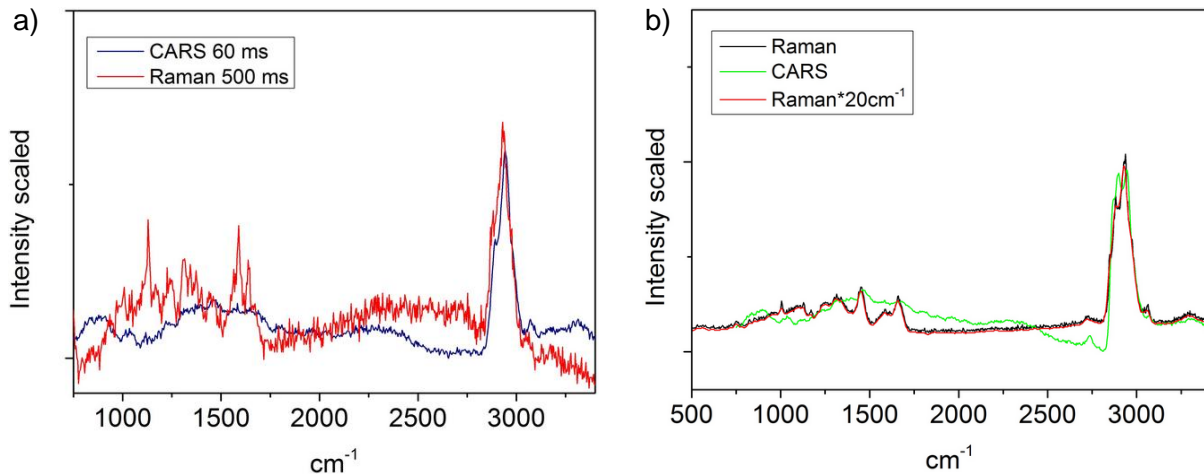 a)
CARS 60 ms
Raman 500 ms
Intensity scaled
1000 1500 2000 2500 3000
cm⁻¹
b)
Raman
CARS
Raman*20cm⁻¹
Intensity scaled
500 1000 1500 2000 2500 3000
cm⁻¹